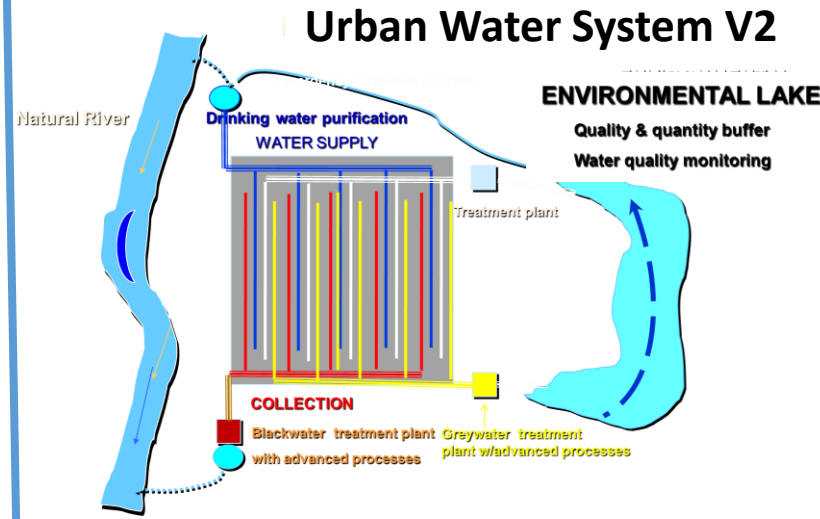 Urban Water System V2
ENVIRONMENTAL LAKE
Quality & quantity buffer
Water quality monitoring
Natural River
Drinking water purification
WATER SUPPLY
Treatment plant
COLLECTION
Blackwater treatment plant
with advanced processes
Greywater treatment
plant w/advanced processes